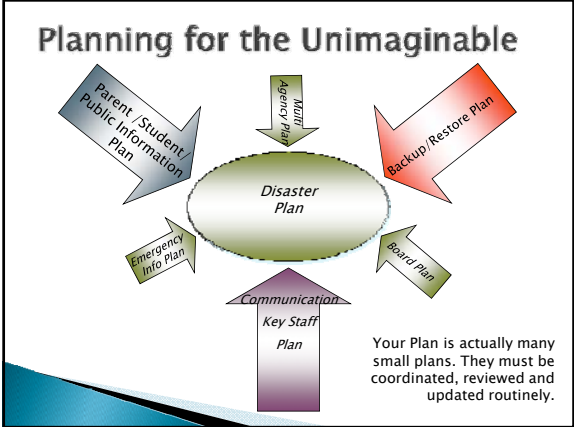 Planning for the Unimaginable
Parent /Student/
Public Information
Plan
Multi
Agency Plan
Backup/Restore Plan
Disaster
Plan
Emergency
Info Plan
Board Plan
Communication
Key Staff
Plan
Your Plan is actually many
small plans. They must be
coordinated, reviewed and
updated routinely.